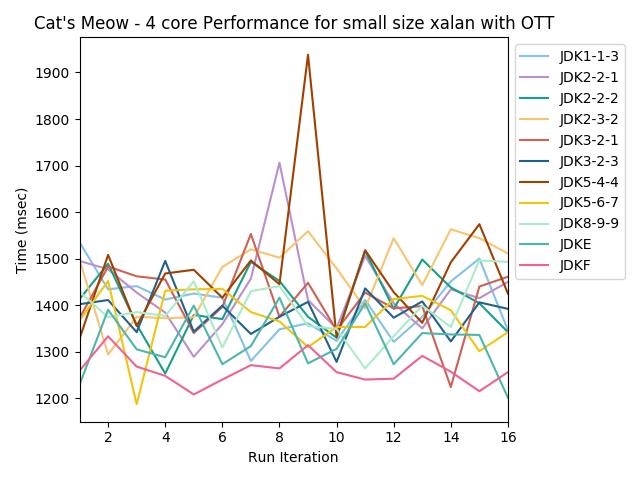 Cat's Meow - 4 core Performance for small size xalan with OTT
Time (msec)
1900
1800
1700
1600
1500
1400
1300
1200
2 4 6 8 10 12 14 16
Run Iteration
JDK1-1-3
JDK2-2-1
JDK2-2-2
JDK2-3-2
JDK3-2-1
JDK3-2-3
JDK5-4-4
JDK5-6-7
JDK8-9-9
JDKE
JDKF